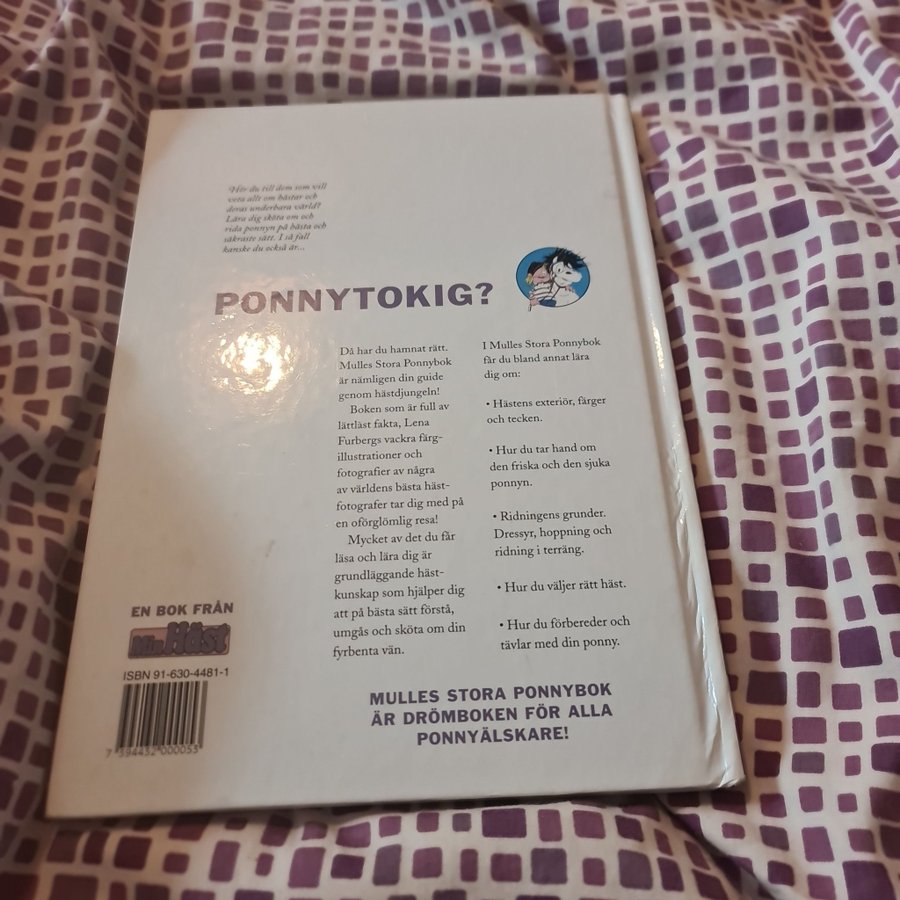 Hör du till dem som vill
veta allt om hästar och
deras underbara värld?
Lära dig sköta om och
rida ponnyn på bästa och
säkraste sätt. I så fall
kanske du också är...
PONNYTOKIG?
Då har du hamnat rätt.
Mulles Stora Ponnybok
är nämligen din guide
genom hästdjungeln!
Boken som är full av
lättläst fakta, Lena
Furbergs vackra färg-
illustrationer och
fotografier av några
av världens bästa häst-
fotografer tar dig med på
en oförglömlig resa!
Mycket av det du får
läsa och lära dig är
grundläggande häst-
kunskap som hjälper dig
att på bästa sätt förstå,
umgås och sköta om din
fyrbenta vän.
I Mulles Stora Ponnybok
får du bland annat lära
dig om:
• Hästens exteriör, färger
och tecken.
• Hur du tar hand om
den friska och den sjuka
ponnyn.
• Ridningens grunder.
Dressyr, hoppning och
ridning i terräng.
• Hur du väljer rätt häst.
• Hur du förbereder och
tävlar med din ponny.
MULLES STORA PONNYBOK
ÄR DRÖMBOKEN FÖR ALLA
PONNYÄLSKARE!
EN BOK FRÅN
Min Häst
ISBN 91-630-4481-1
7 394432 000053